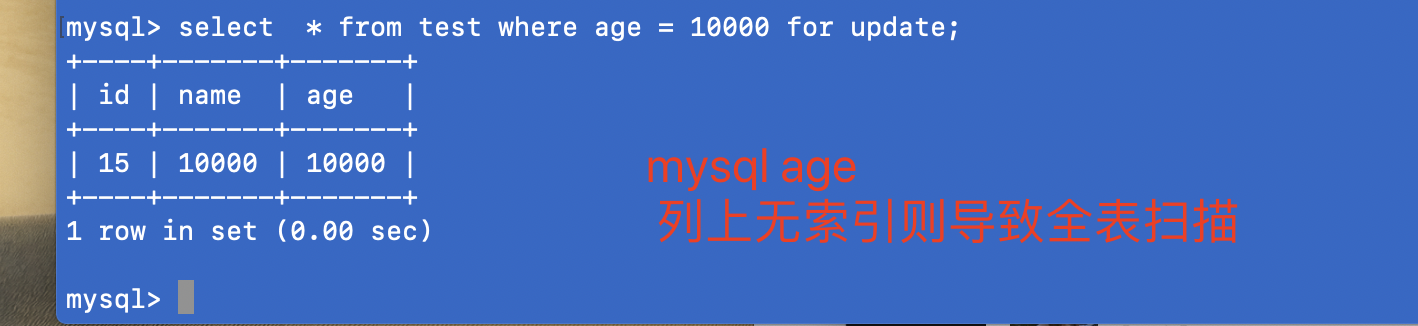 mysql> select  * from test where age = 10000 for update;
+----+-------+-------+
| id | name  | age   |
+----+-------+-------+
| 15 | 10000 | 10000 |
+----+-------+-------+
1 row in set (0.00 sec)
mysql age
列上无索引则导致全表扫描
mysql>